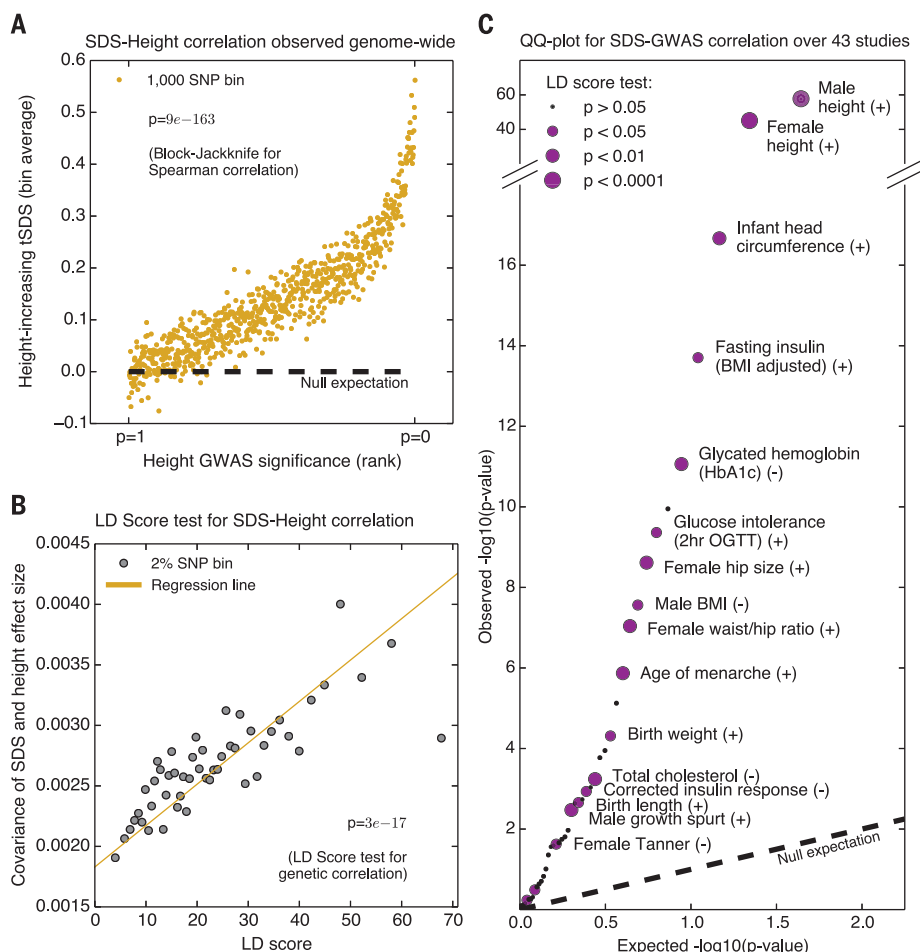 A
SDS-Height correlation observed genome-wide
0.6
0.5
0.4
0.3
0.2
0.1
0.0
−0.1
1,000 SNP bin
p=9e−163
(Block-Jackknife for
Spearman correlation)
Null expectation
p=1
p=0
Height-increasing tSDS (bin average)
Height GWAS significance (rank)
B
LD Score test for SDS-Height correlation
0.0045
0.0040
0.0035
0.0030
0.0025
0.0020
0.0015
2% SNP bin
Regression line
p=3e−17
(LD Score test for
genetic correlation)
0
10
20
30
40
50
60
70
Covariance of SDS and height effect size
LD score
C
QQ-plot for SDS-GWAS correlation over 43 studies
LD score test:
p > 0.05
p < 0.05
p < 0.01
p < 0.0001
60
40
16
14
12
10
8
6
4
2
Male
height (+)
Female
height (+)
Infant head
circumference (+)
Fasting insulin
(BMI adjusted) (+)
Glycated hemoglobin
(HbA1c) (-)
Glucose intolerance
(2hr OGTT) (+)
Female hip size (+)
Male BMI (-)
Female waist/hip ratio (+)
Age of menarche (+)
Birth weight (+)
Total cholesterol (-)
Corrected insulin response (-)
Birth length (+)
Male growth spurt (+)
Female Tanner (-)
Null expectation
0.0
0.5
1.0
1.5
2.0
Observed -log10(p-value)
Expected -log10(p-value)